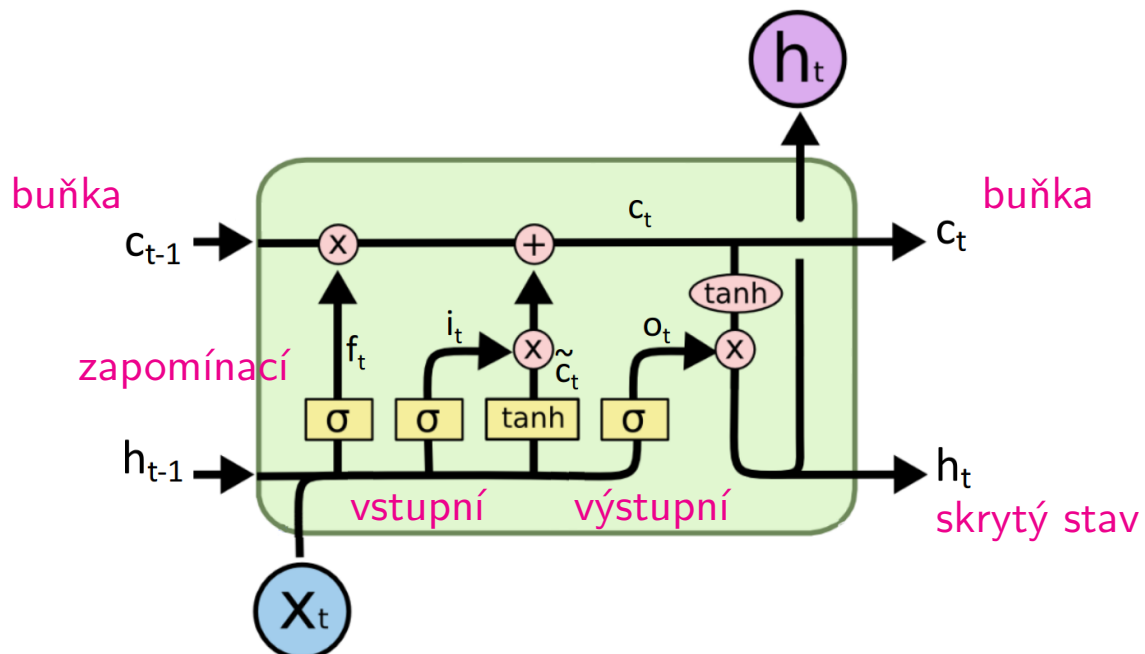 h_t
buňka
buňka
c_t
c_{t-1}
x
+
c_t
tanh
i_t
o_t
zapomínací
f_t
x
c̃_t
x
σ
σ
tanh
σ
h_{t-1}
h_t
vstupní
výstupní
skrytý stav
x_t